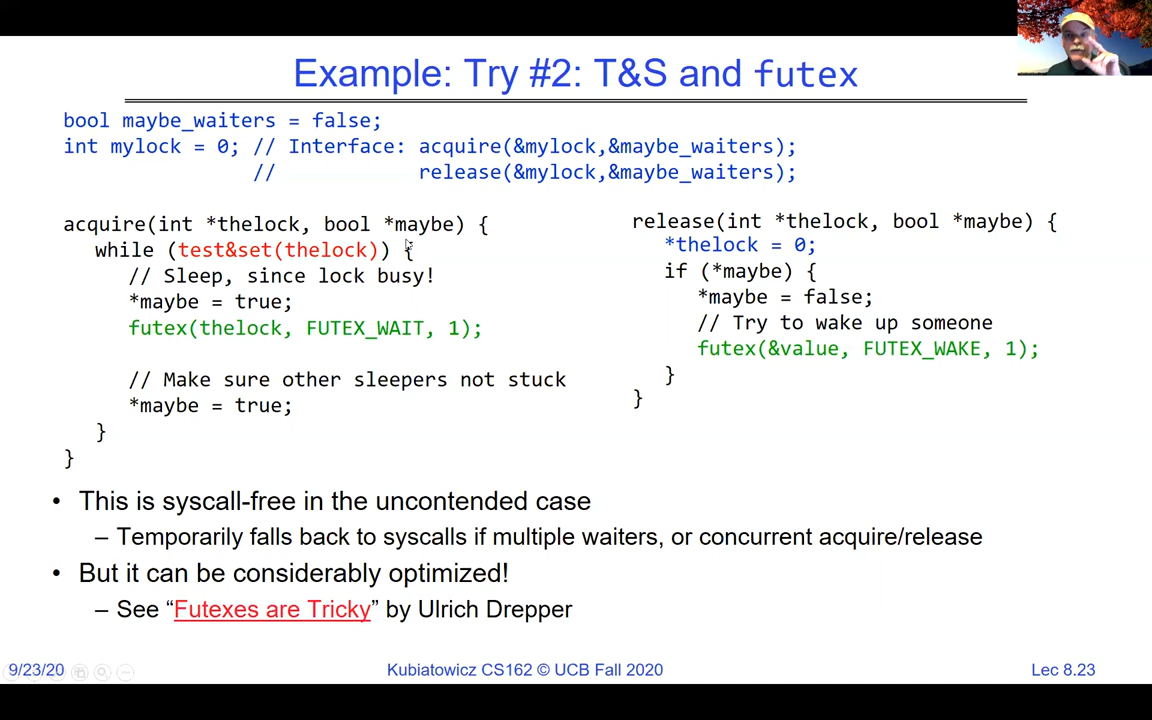 Example: Try #2: T&S and futex
bool maybe_waiters = false;
int mylock = 0; // Interface: acquire(&mylock,&maybe_waiters);
// release(&mylock,&maybe_waiters);
acquire(int *thelock, bool *maybe) {
while (test&set(thelock)) {
// Sleep, since lock busy!
*maybe = true;
futex(thelock, FUTEX_WAIT, 1);
// Make sure other sleepers not stuck
*maybe = true;
}
}
release(int *thelock, bool *maybe) {
*thelock = 0;
if (*maybe) {
*maybe = false;
// Try to wake up someone
futex(&value, FUTEX_WAKE, 1);
}
}
• This is syscall-free in the uncontended case
– Temporarily falls back to syscalls if multiple waiters, or concurrent acquire/release
• But it can be considerably optimized!
– See “Futexes are Tricky” by Ulrich Drepper
9/23/20
Kubiatowicz CS162 © UCB Fall 2020
Lec 8.23